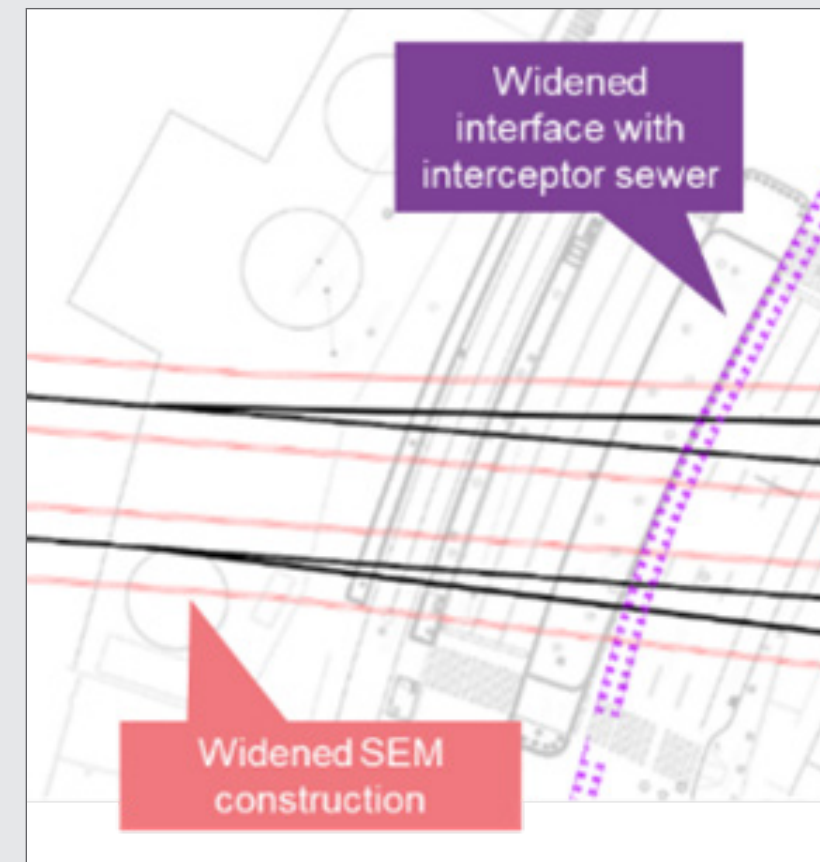 Widened
interface with
interceptor sewer
Widened SEM
construction